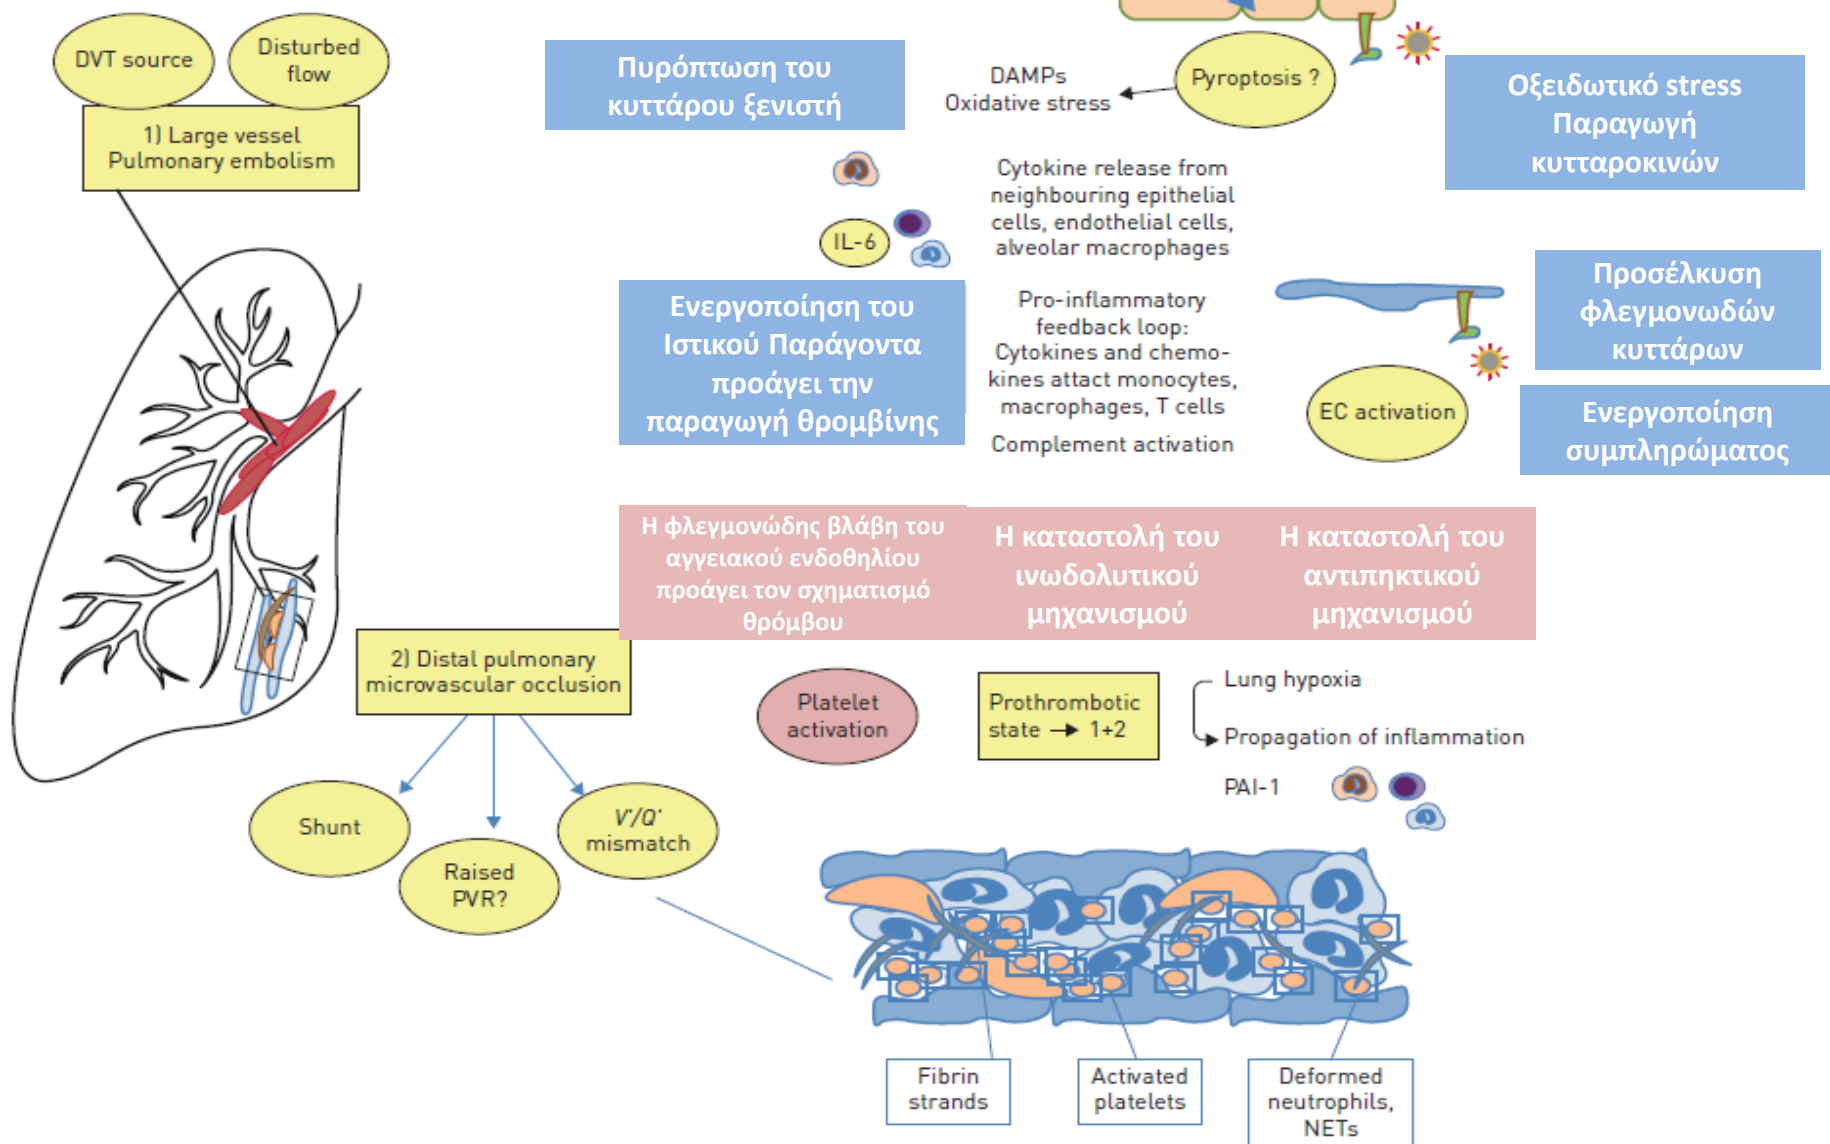 DVT source
Disturbed
flow
1) Large vessel
Pulmonary embolism
Πυρόπτωση του
κυττάρου ξενιστή
DAMPs
Oxidative stress
Pyroptosis ?
Οξειδωτικό stress
Παραγωγή
κυτταροκινών
Cytokine release from
neighbouring epithelial
cells, endothelial cells,
alveolar macrophages
IL-6
Ενεργοποίηση του
Ιστικού Παράγοντα
προάγει την
παραγωγή θρομβίνης
Pro-inflammatory
feedback loop:
Cytokines and chemo-
kines attact monocytes,
macrophages, T cells
Complement activation
EC activation
Προσέλκυση
φλεγμονωδών
κυττάρων
Ενεργοποίηση
συμπληρώματος
Η φλεγμονώδης βλάβη του
αγγειακού ενδοθηλίου
προάγει τον σχηματισμό
θρόμβου
Η καταστολή του
ινωδολυτικού
μηχανισμού
Η καταστολή του
αντιπηκτικού
μηχανισμού
2) Distal pulmonary
microvascular occlusion
Platelet
activation
Prothrombotic
state → 1+2
Lung hypoxia
Propagation of inflammation
PAI-1
Shunt
Raised
PVR?
V̇/Q̇
mismatch
Fibrin
strands
Activated
platelets
Deformed
neutrophils,
NETs